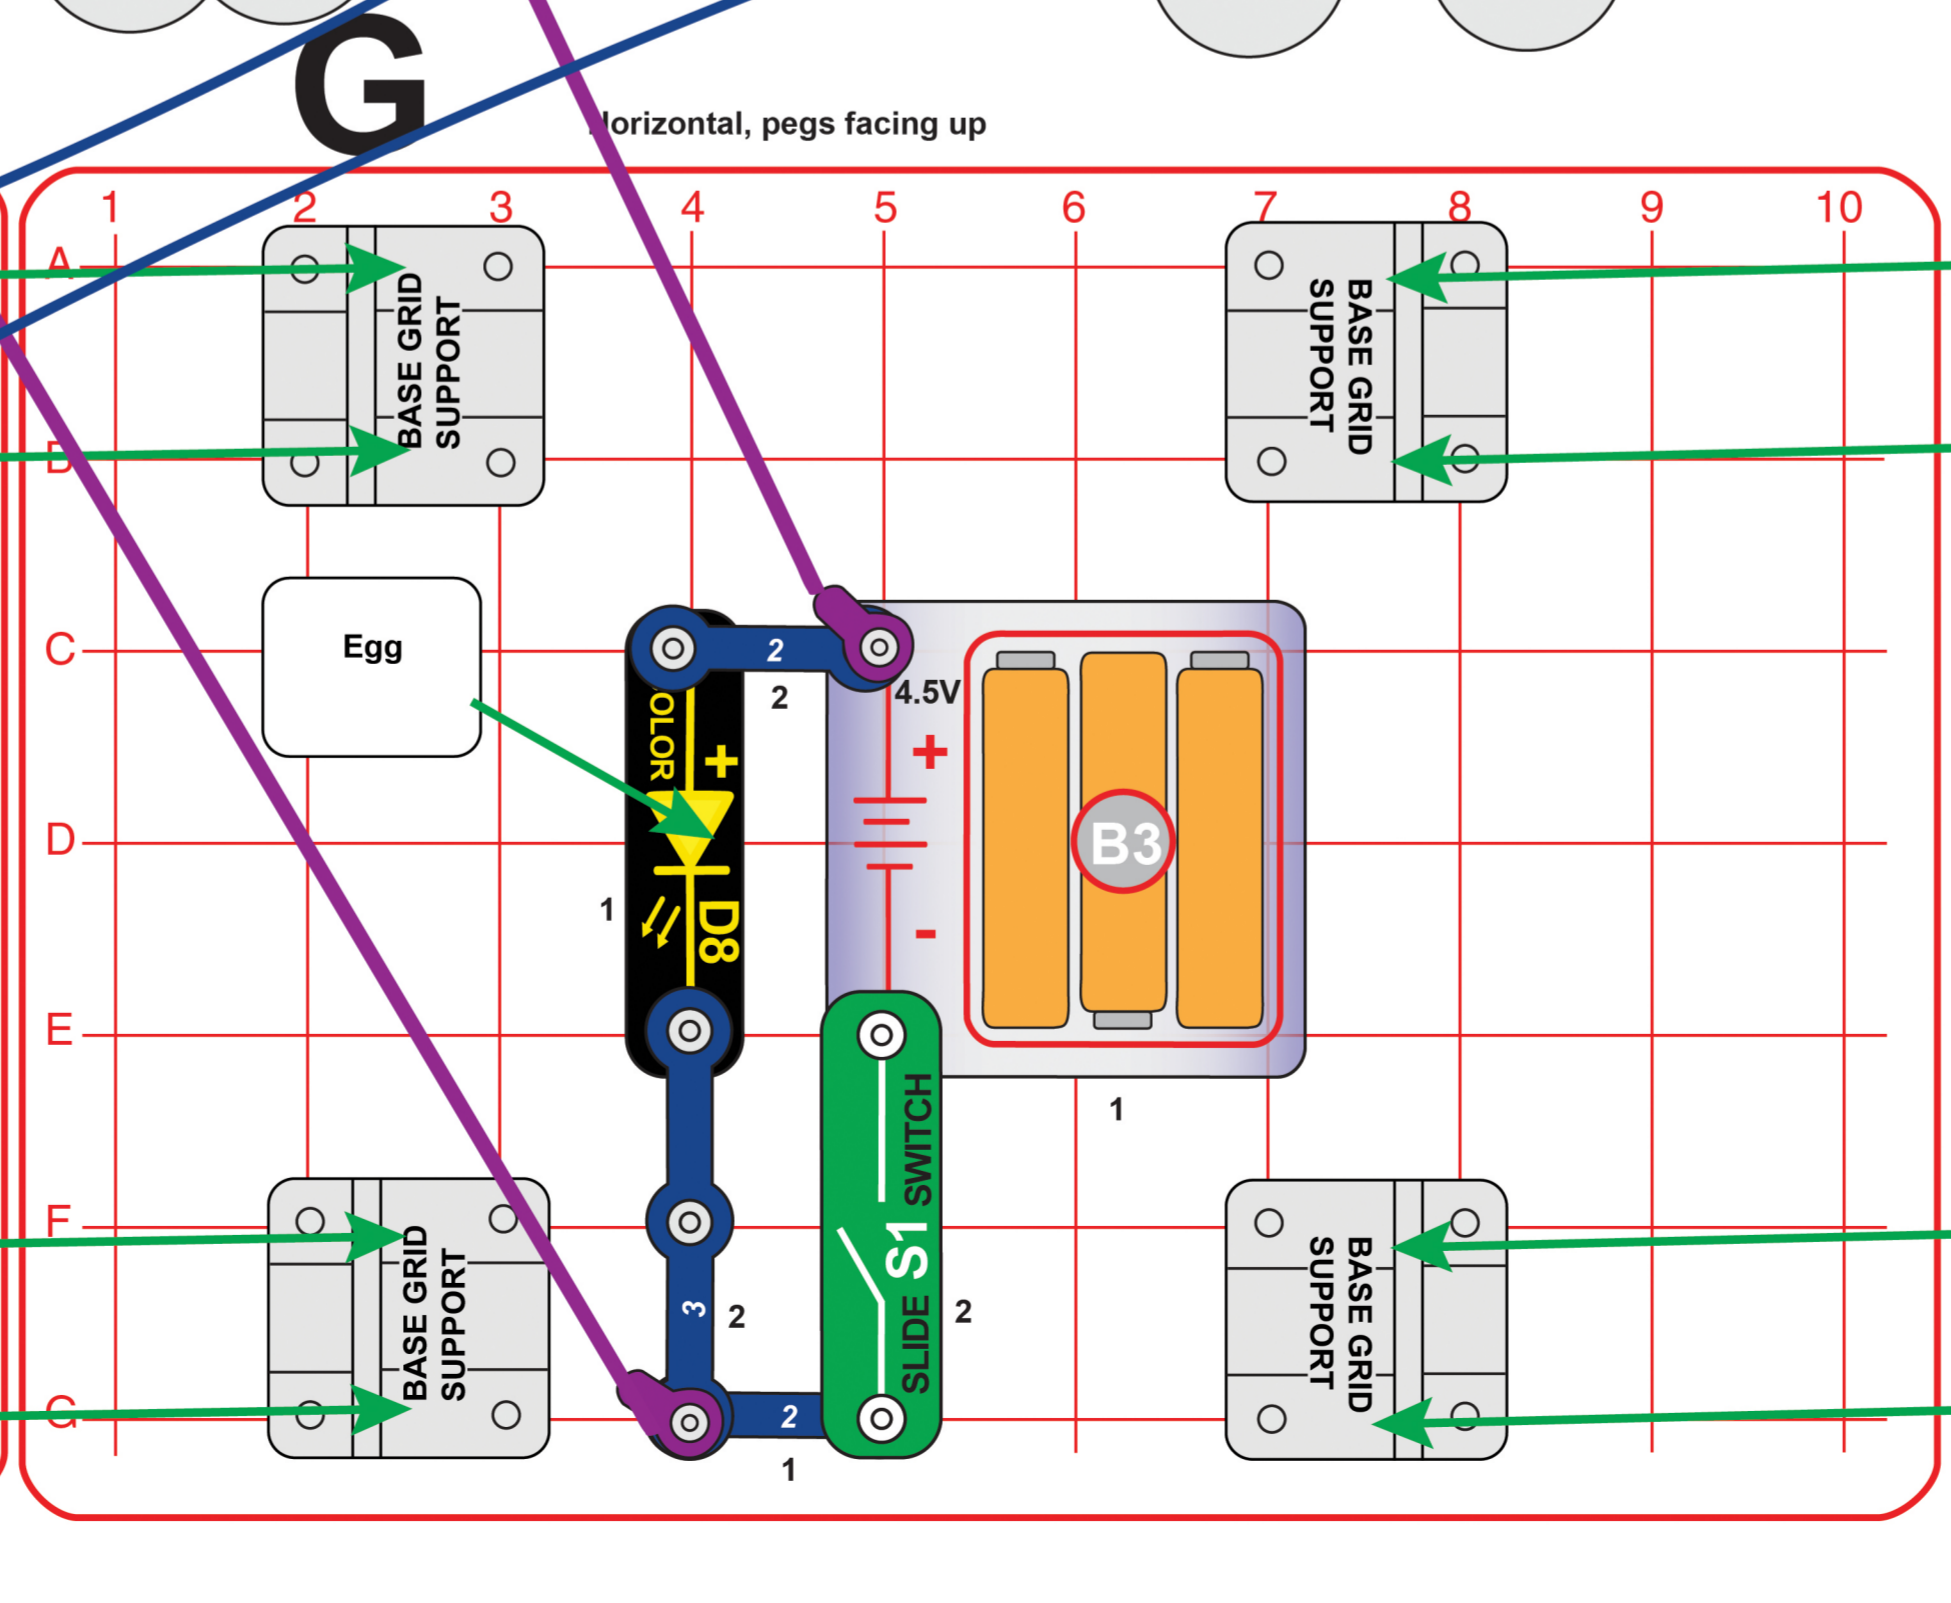 G
Horizontal, pegs facing up
1 2 3 4 5 6 7 8 9 10
A
B
C
D
E
F
G
BASE GRID
SUPPORT
BASE GRID
SUPPORT
Egg
2
2
4.5V
+
-
B3
1
OLOR
+
D8
1
3
2
SLIDE S1 SWITCH
2
2
1
BASE GRID
SUPPORT
BASE GRID
SUPPORT